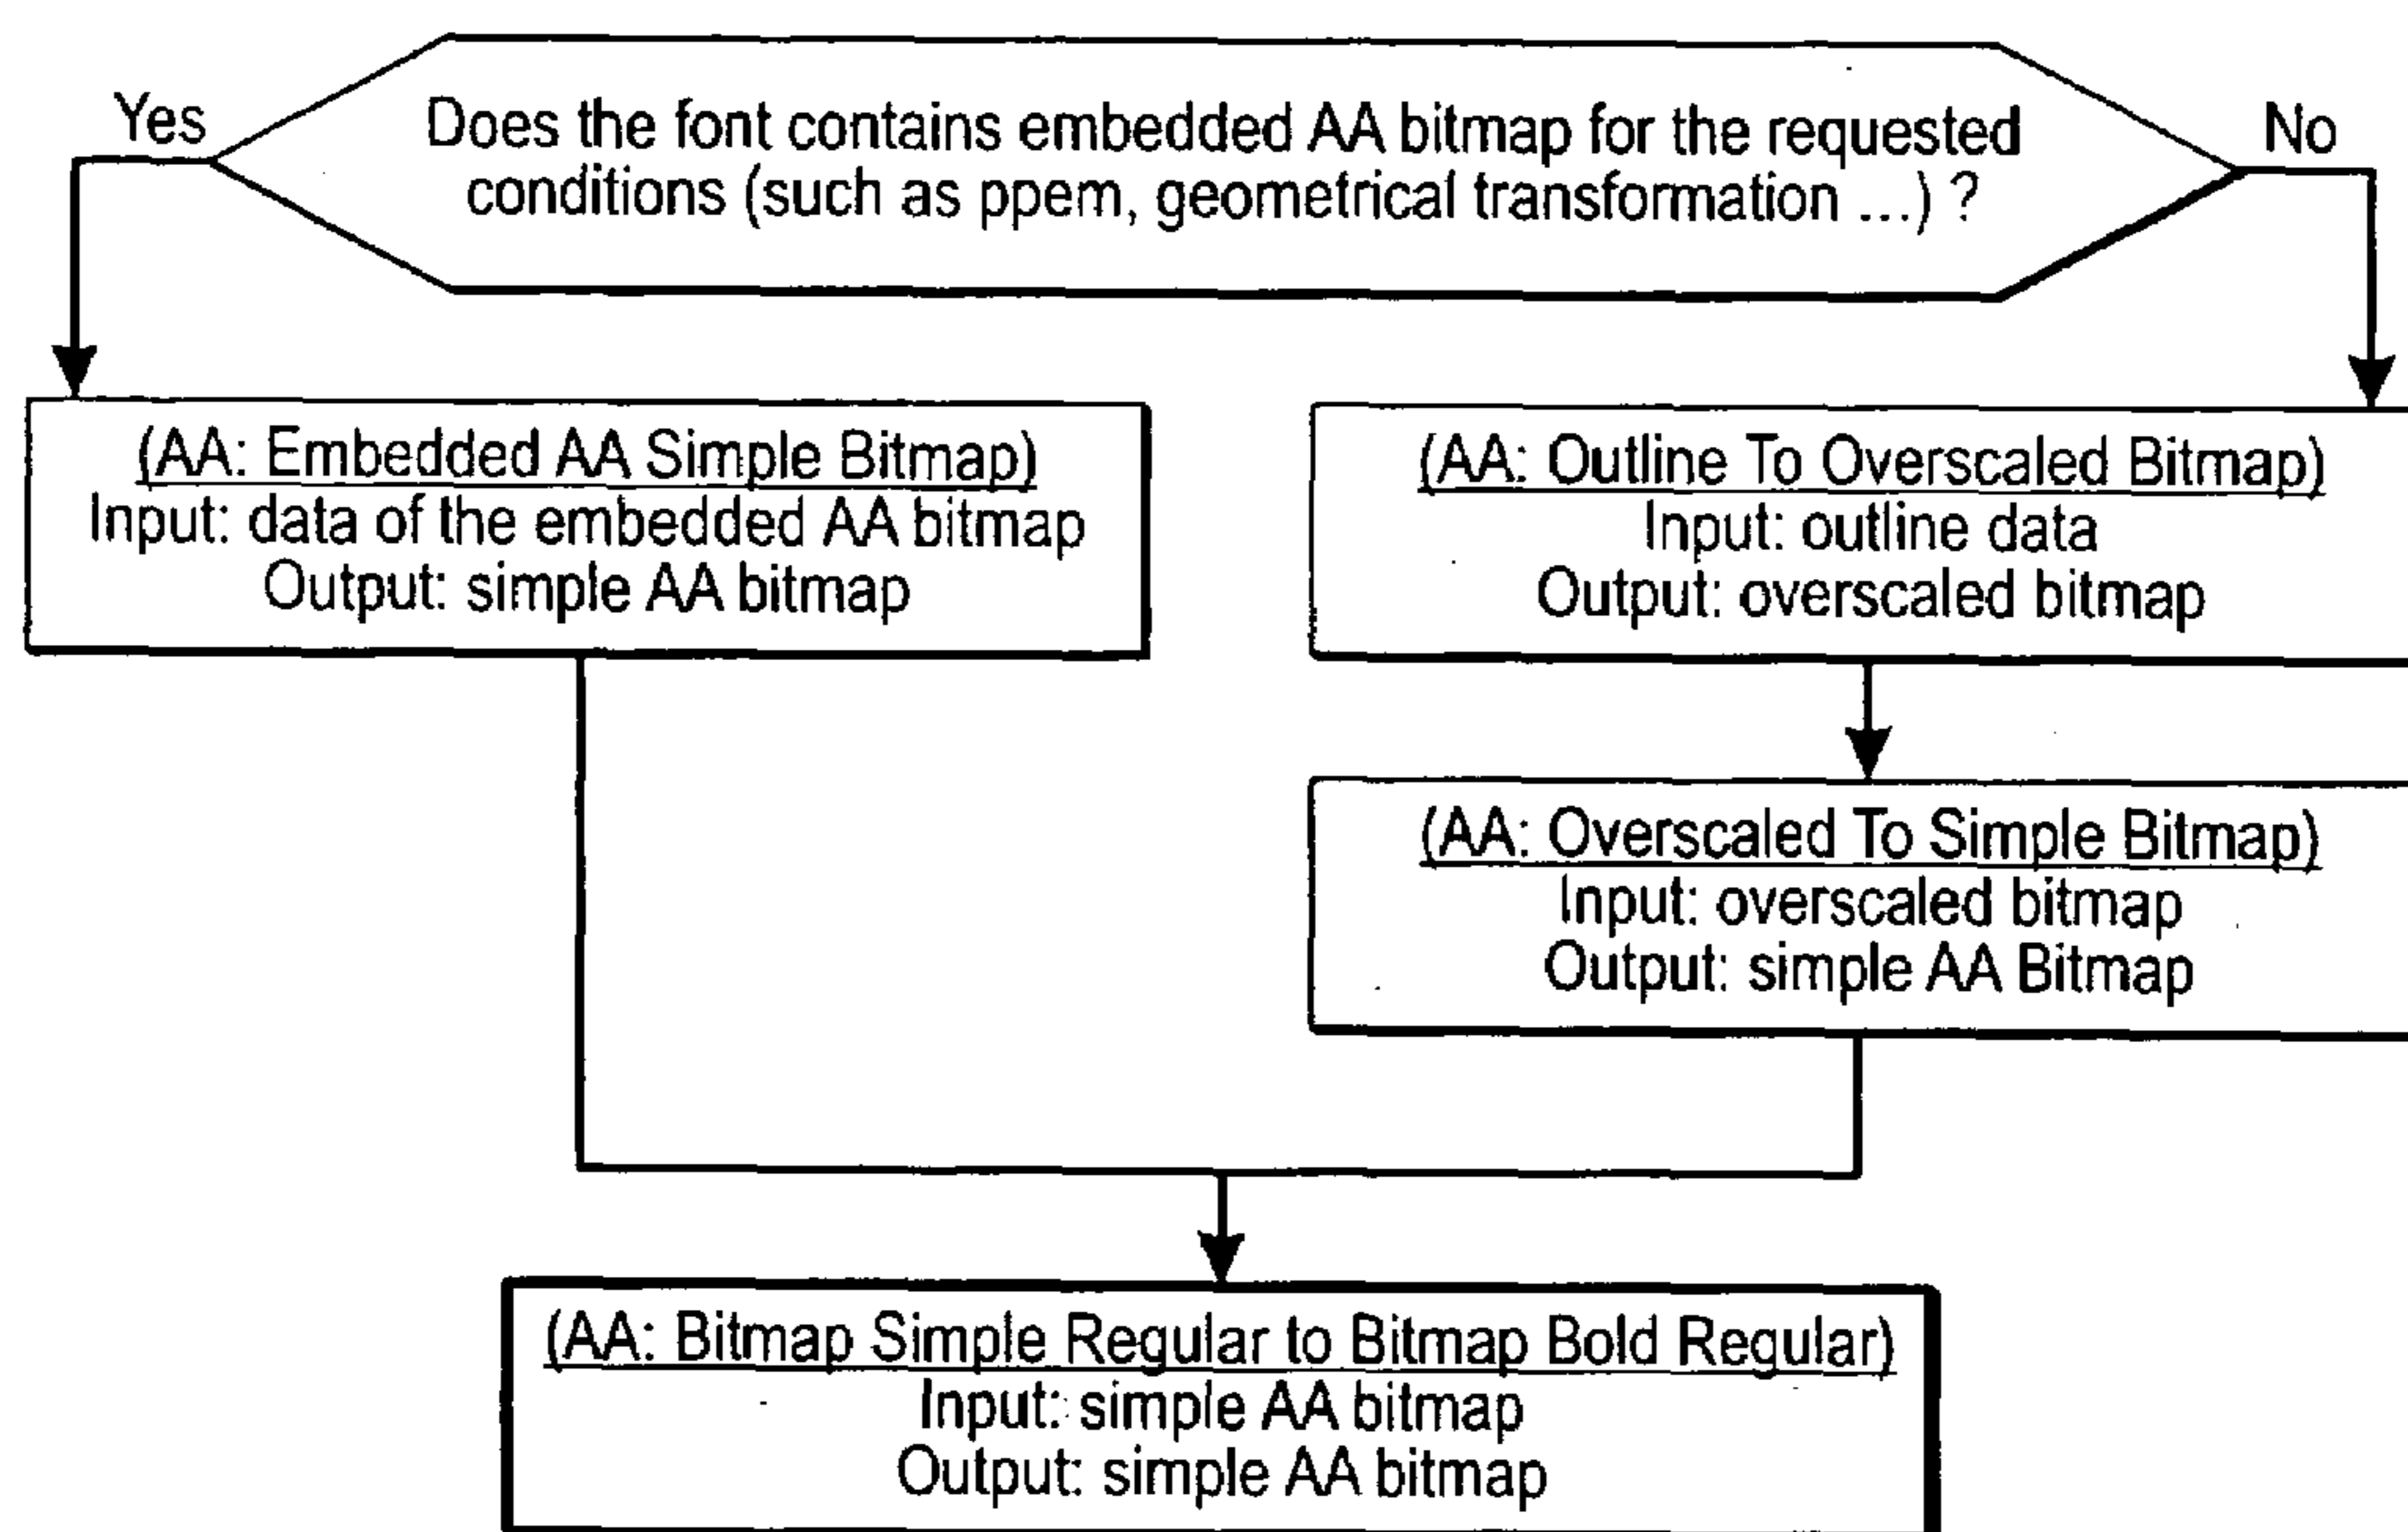 Yes
Does the font contains embedded AA bitmap for the requested
conditions (such as ppem, geometrical transformation ...) ?
No
(AA: Embedded AA Simple Bitmap)
Input: data of the embedded AA bitmap
Output: simple AA bitmap
(AA: Outline To Overscaled Bitmap)
Input: outline data
Output: overscaled bitmap
(AA: Overscaled To Simple Bitmap)
Input: overscaled bitmap
Output: simple AA Bitmap
(AA: Bitmap Simple Regular to Bitmap Bold Regular)
Input: simple AA bitmap
Output: simple AA bitmap